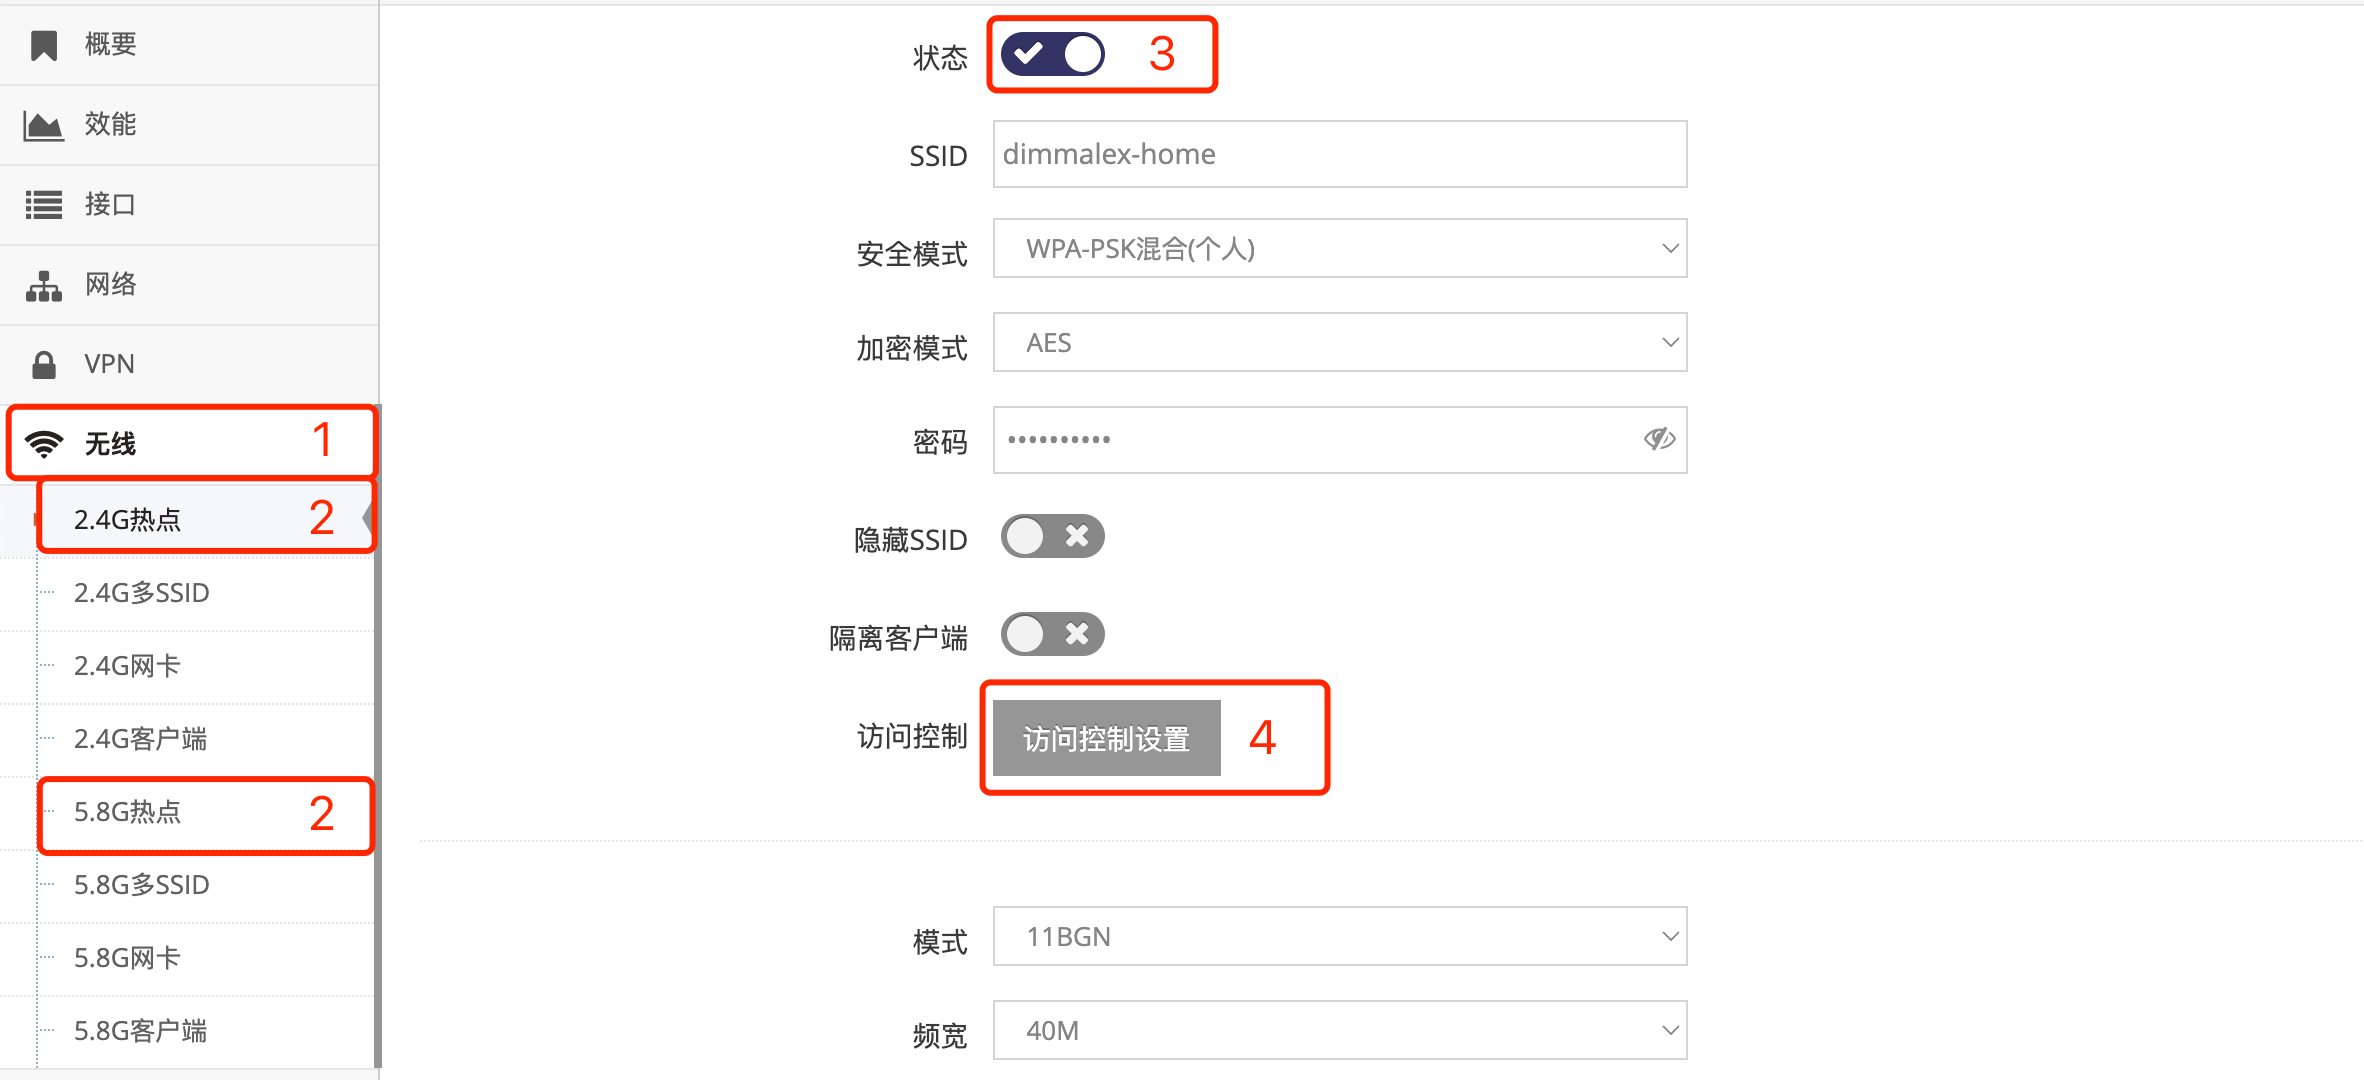 概要
效能
接口
网络
VPN
无线 1
2.4G热点 2
2.4G多SSID
2.4G网卡
2.4G客户端
5.8G热点 2
5.8G多SSID
5.8G网卡
5.8G客户端
状态 3
SSID dimmalex-home
安全模式 WPA-PSK混合(个人)
加密模式 AES
密码 ••••••••••
隐藏SSID
隔离客户端
访问控制 访问控制设置 4
模式 11BGN
频宽 40M